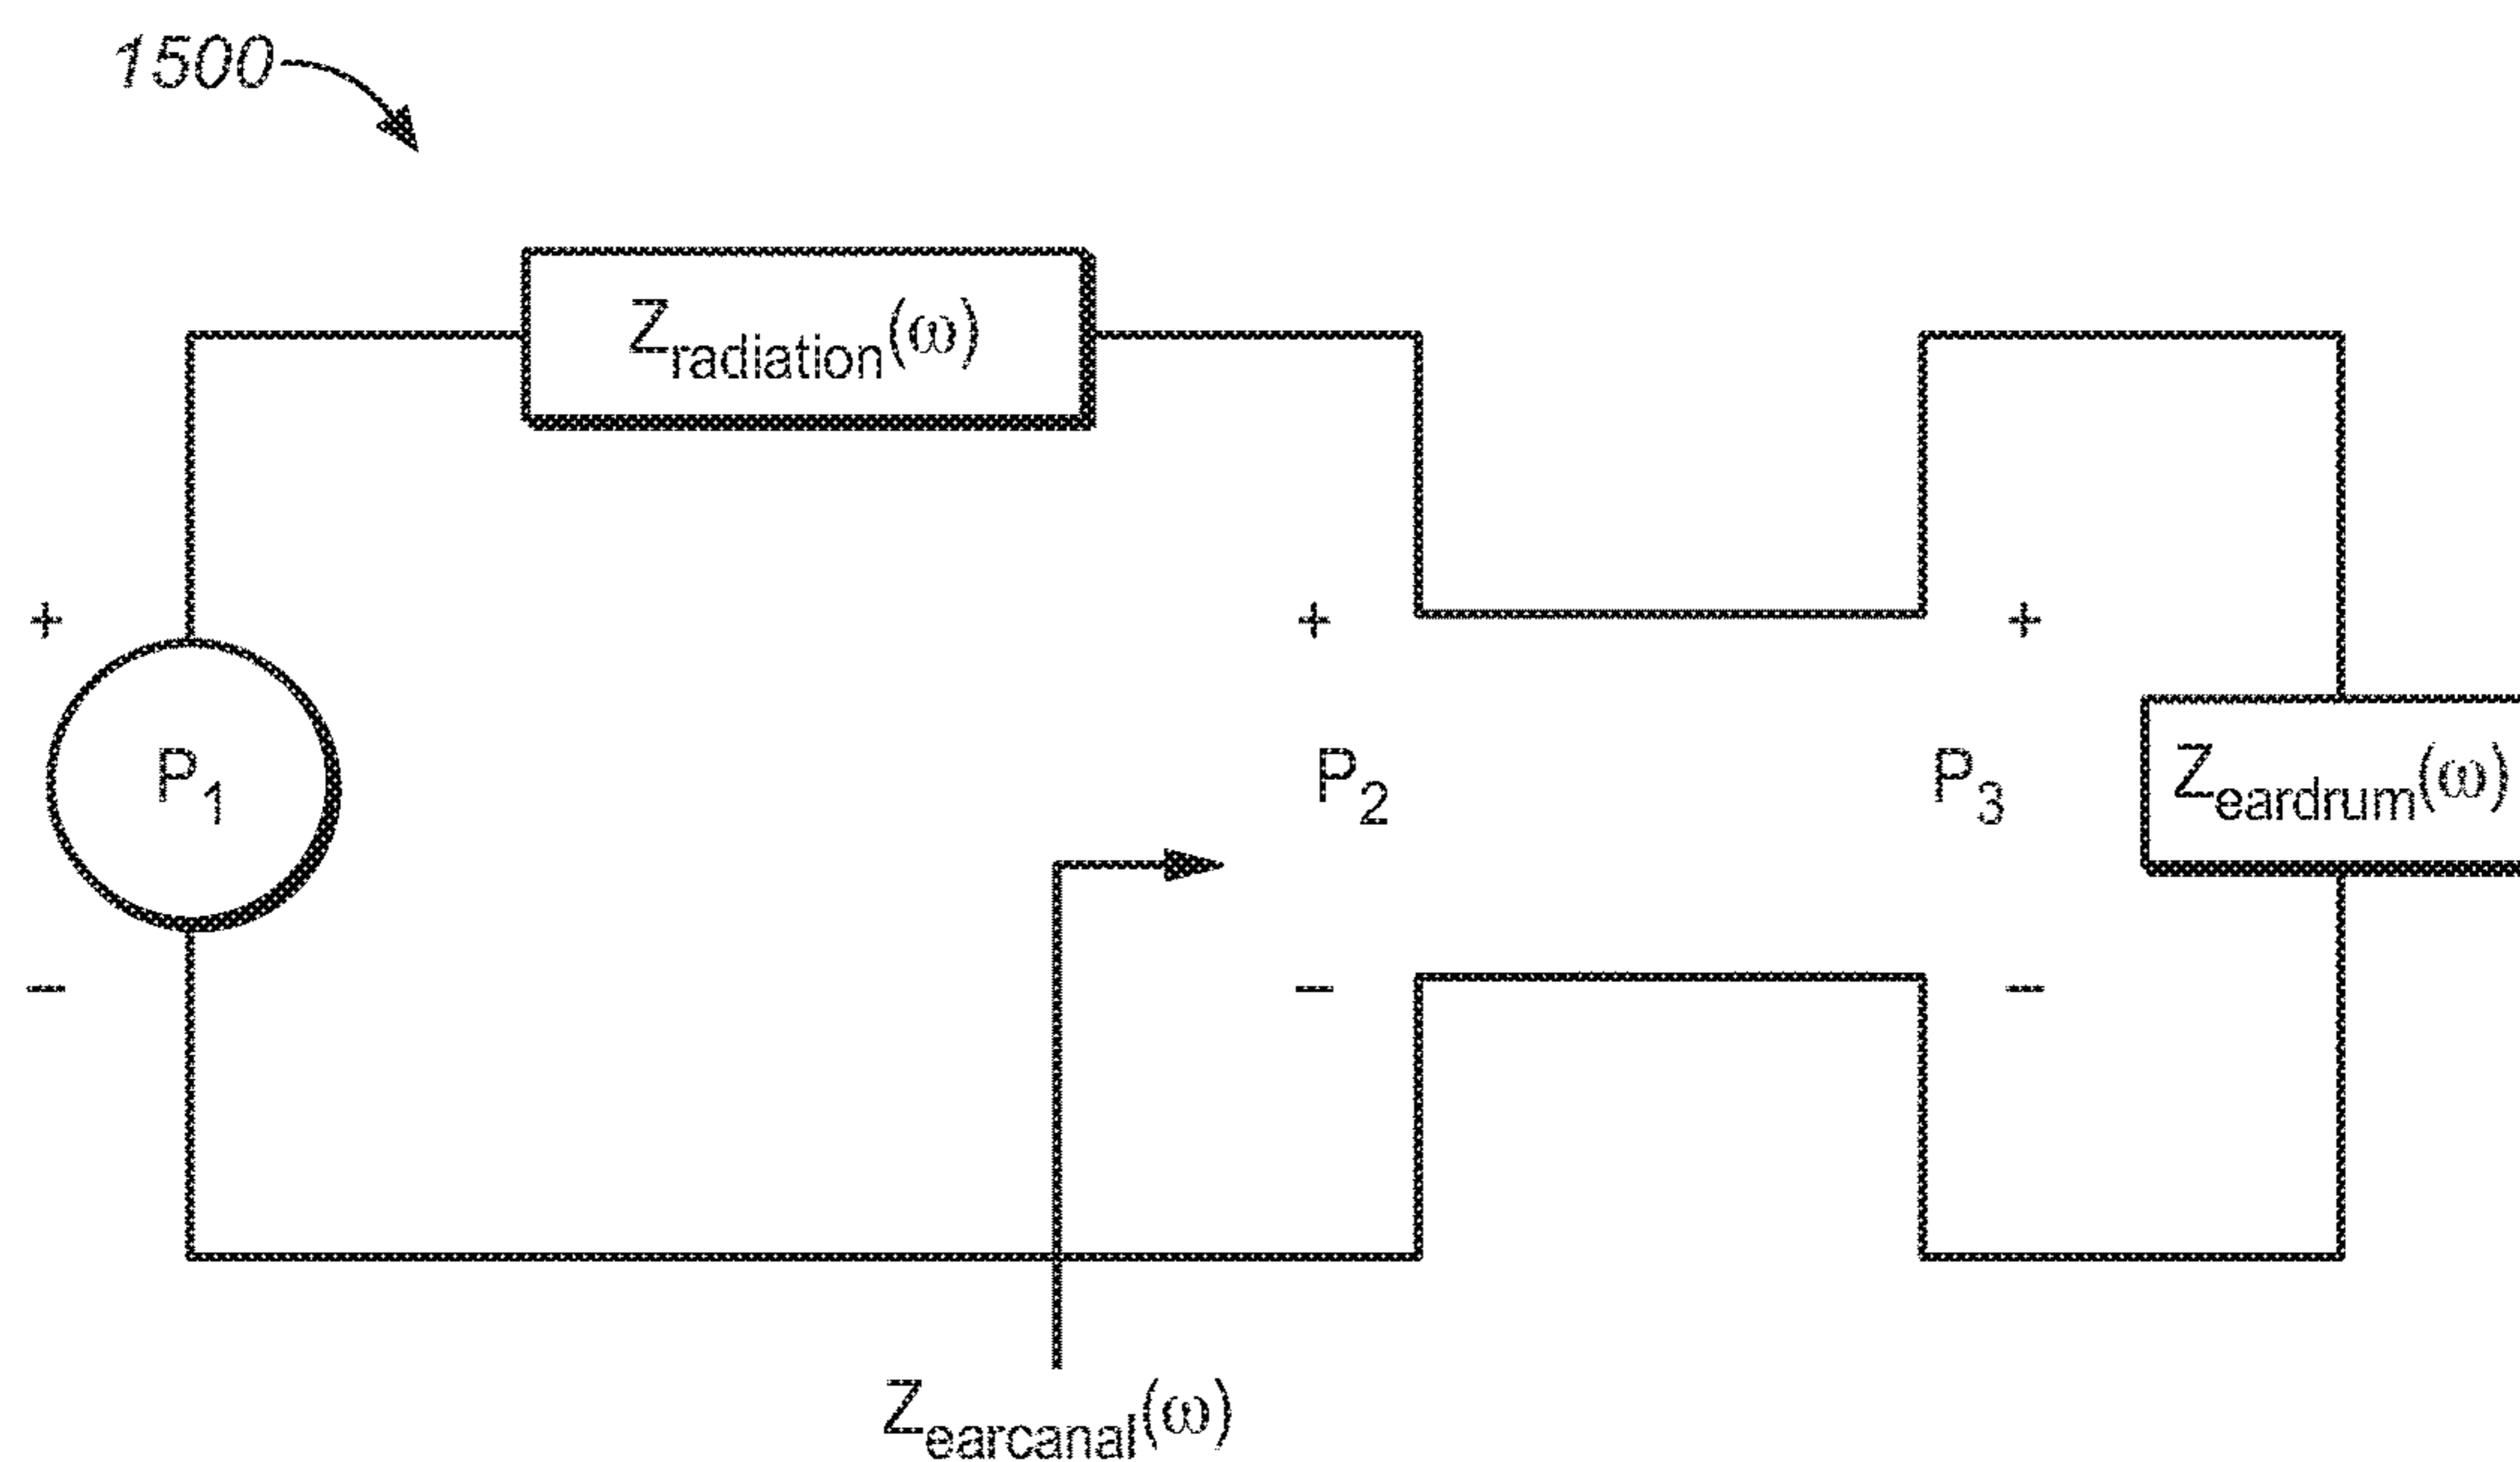 1500
Zradiation(ω)
+ + +
P1 P2 P3 Zeardrum(ω)
– – –
Zearcanal(ω)